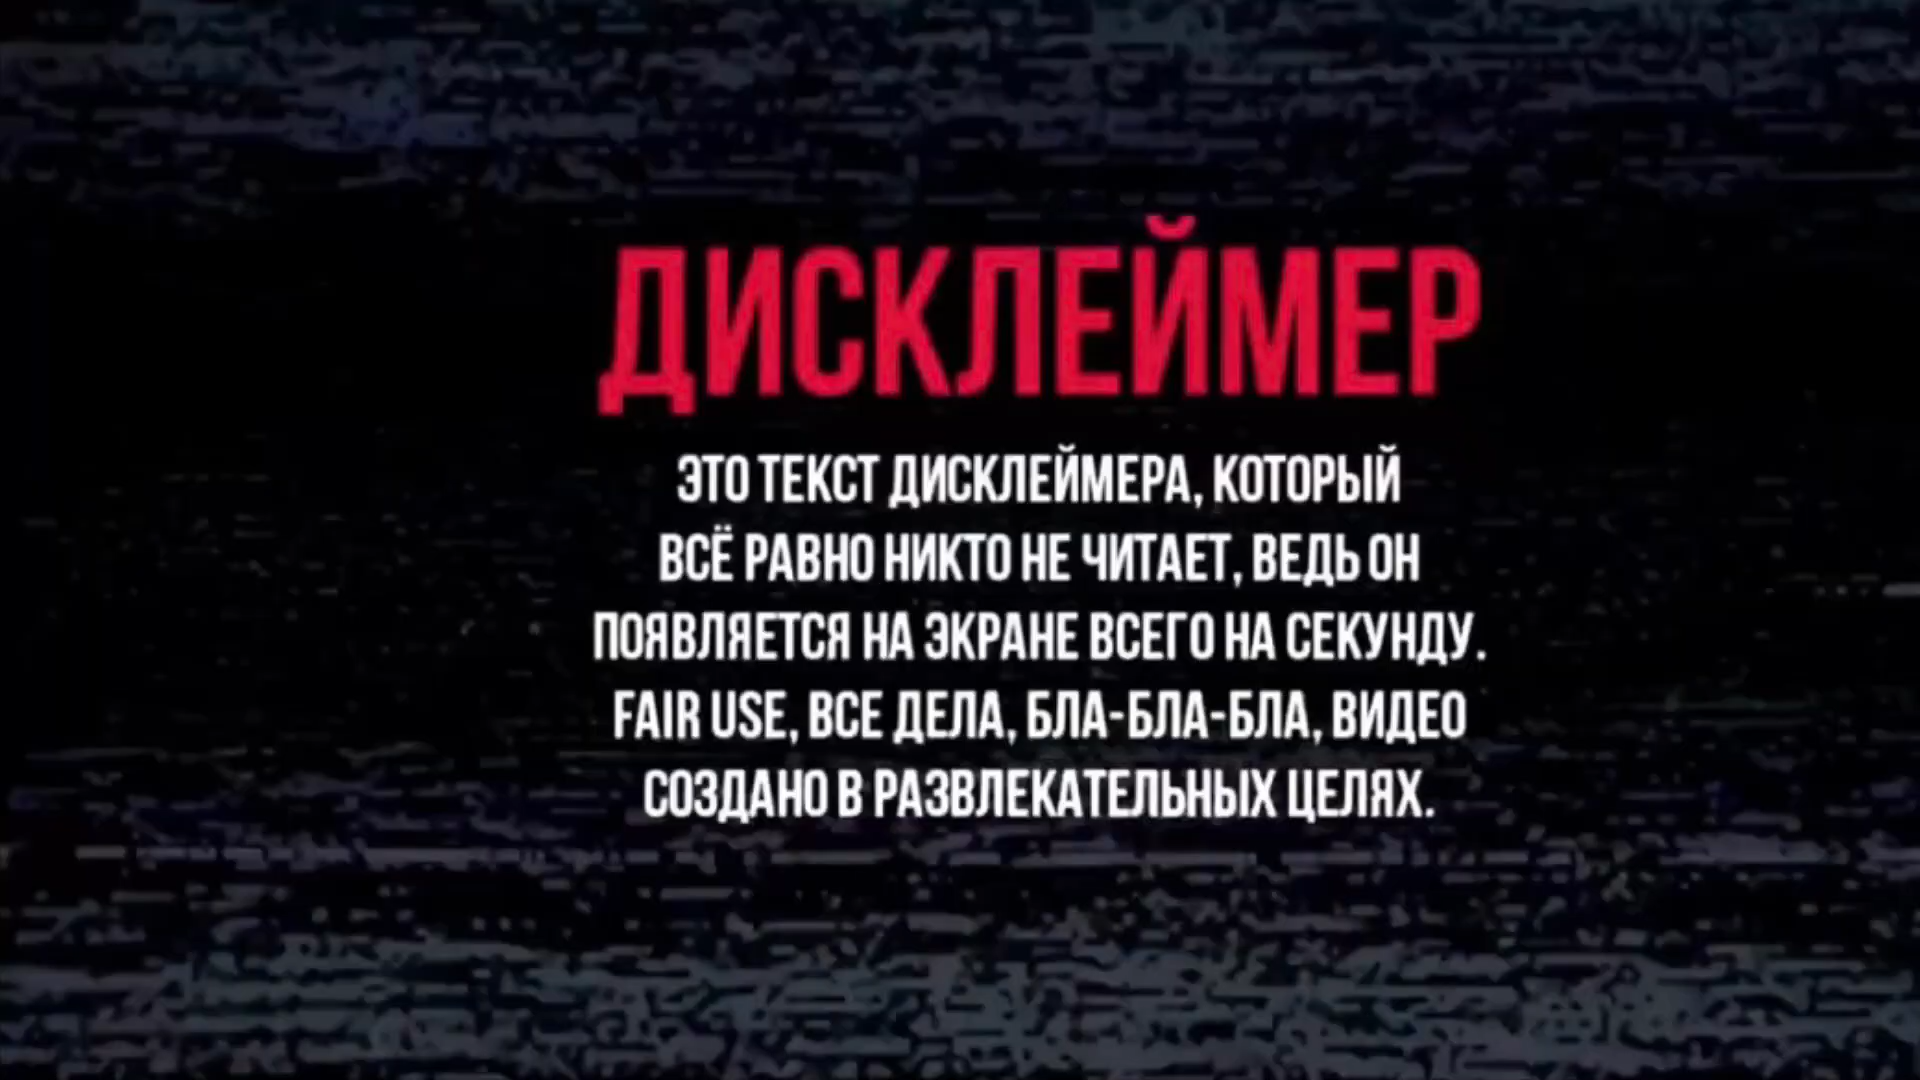 ДИСКЛЕЙМЕР
ЭТО ТЕКСТ ДИСКЛЕЙМЕРА, КОТОРЫЙ
ВСЁ РАВНО НИКТО НЕ ЧИТАЕТ, ВЕДЬ ОН
ПОЯВЛЯЕТСЯ НА ЭКРАНЕ ВСЕГО НА СЕКУНДУ.
FAIR USE, ВСЕ ДЕЛА, БЛА-БЛА-БЛА, ВИДЕО
СОЗДАНО В РАЗВЛЕКАТЕЛЬНЫХ ЦЕЛЯХ.